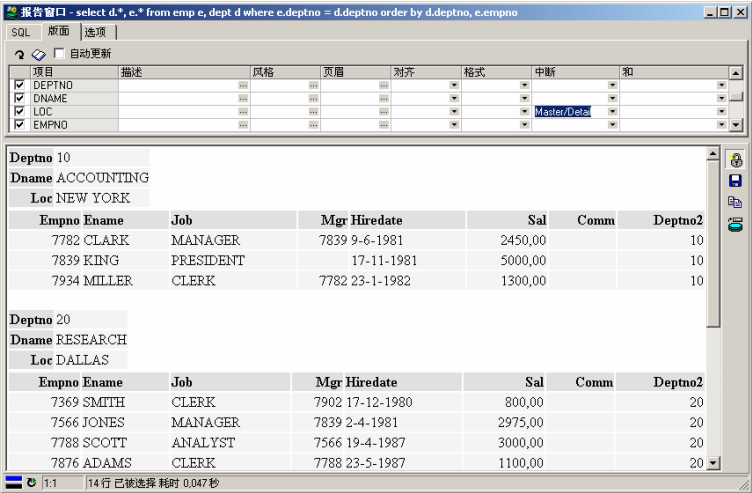 报告窗口 - select d.*, e.* from emp e, dept d where e.deptno = d.deptno order by d.deptno, e.empno
SQL 版面 选项
自动更新
项目 描述 风格 页眉 对齐 格式 中断 和
DEPTNO
DNAME
LOC Master/Detail
EMPNO
Deptno 10
Dname ACCOUNTING
Loc NEW YORK
Empno Ename Job Mgr Hiredate Sal Comm Deptno2
7782 CLARK MANAGER 7839 9-6-1981 2450,00 10
7839 KING PRESIDENT 17-11-1981 5000,00 10
7934 MILLER CLERK 7782 23-1-1982 1300,00 10
Deptno 20
Dname RESEARCH
Loc DALLAS
Empno Ename Job Mgr Hiredate Sal Comm Deptno2
7369 SMITH CLERK 7902 17-12-1980 800,00 20
7566 JONES MANAGER 7839 2-4-1981 2975,00 20
7788 SCOTT ANALYST 7566 19-4-1987 3000,00 20
7876 ADAMS CLERK 7788 23-5-1987 1100,00 20
1:1 14 行 已被选择 耗时 0,047 秒